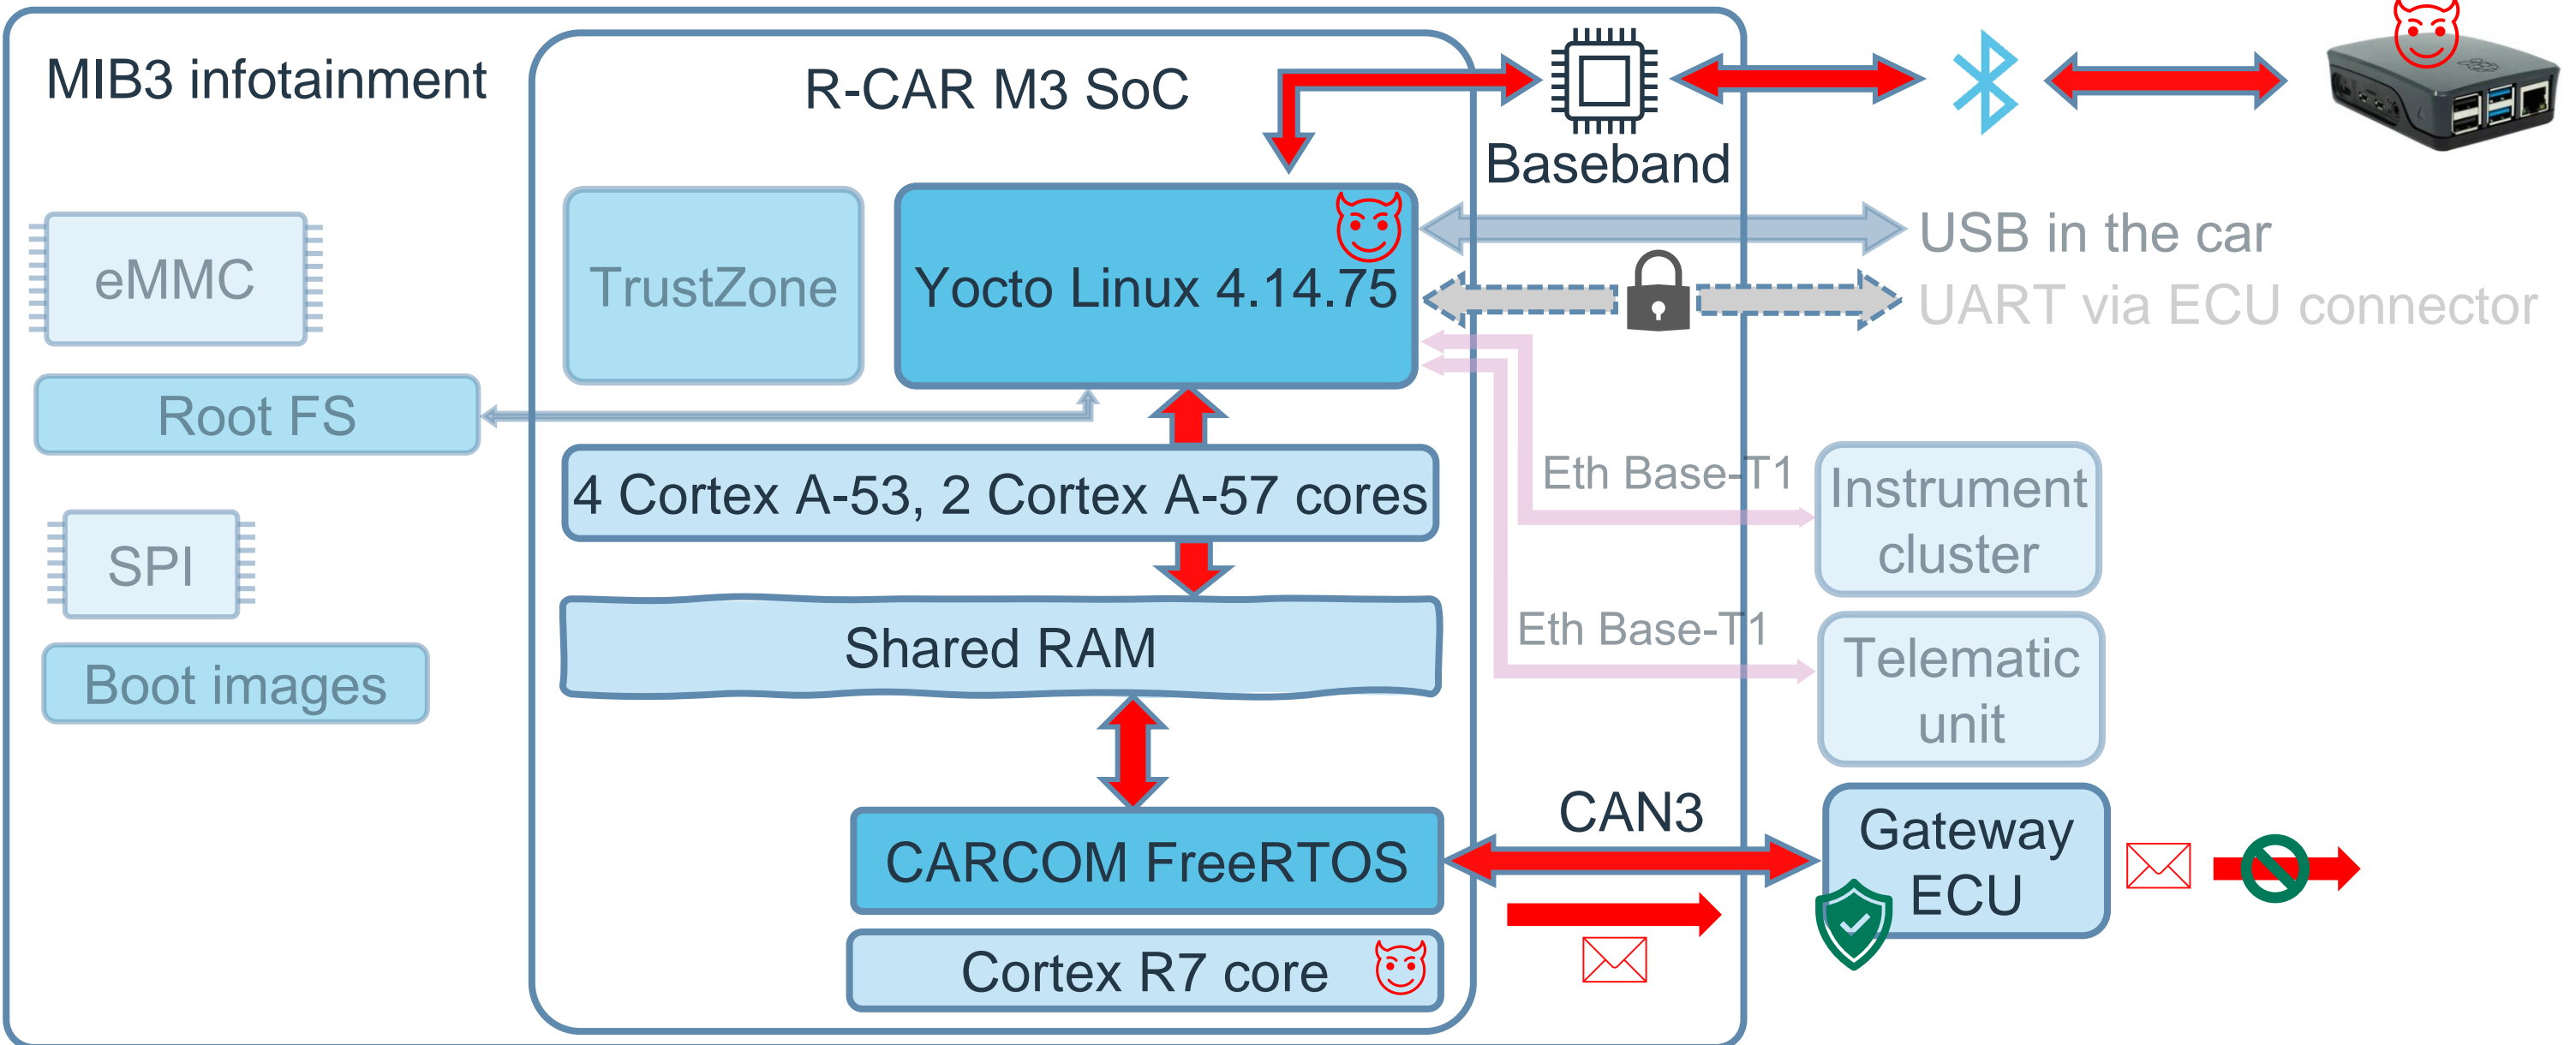 MIB3 infotainment
R-CAR M3 SoC
Baseband
eMMC
TrustZone
Yocto Linux 4.14.75
USB in the car
UART via ECU connector
Root FS
4 Cortex A-53, 2 Cortex A-57 cores
Eth Base-T1
Instrument
cluster
SPI
Shared RAM
Eth Base-T1
Telematic
unit
Boot images
CARCOM FreeRTOS
CAN3
Gateway
ECU
Cortex R7 core